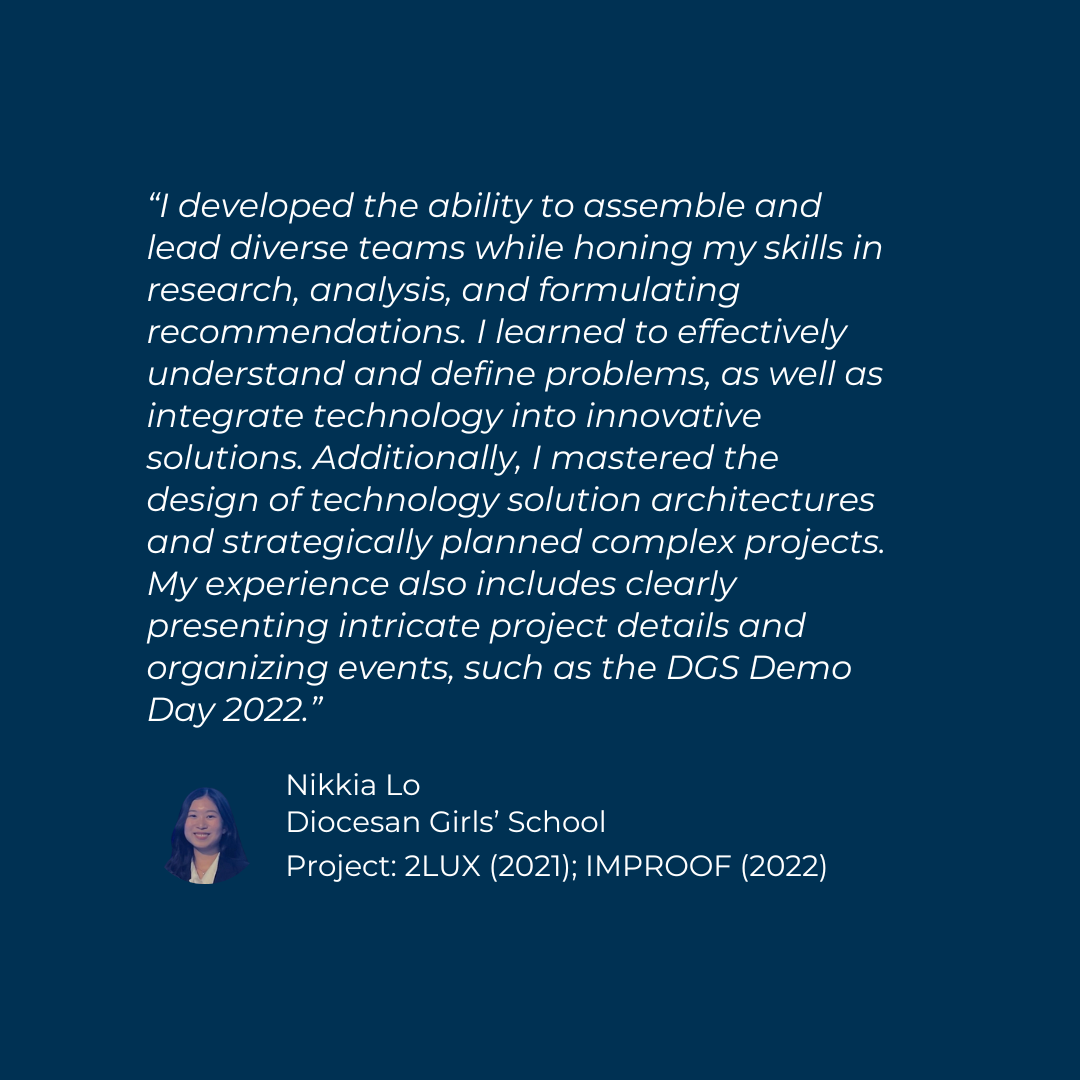 “I developed the ability to assemble and
lead diverse teams while honing my skills in
research, analysis, and formulating
recommendations. I learned to effectively
understand and define problems, as well as
integrate technology into innovative
solutions. Additionally, I mastered the
design of technology solution architectures
and strategically planned complex projects.
My experience also includes clearly
presenting intricate project details and
organizing events, such as the DGS Demo
Day 2022.”
Nikkia Lo
Diocesan Girls’ School
Project: 2LUX (2021); IMPROOF (2022)